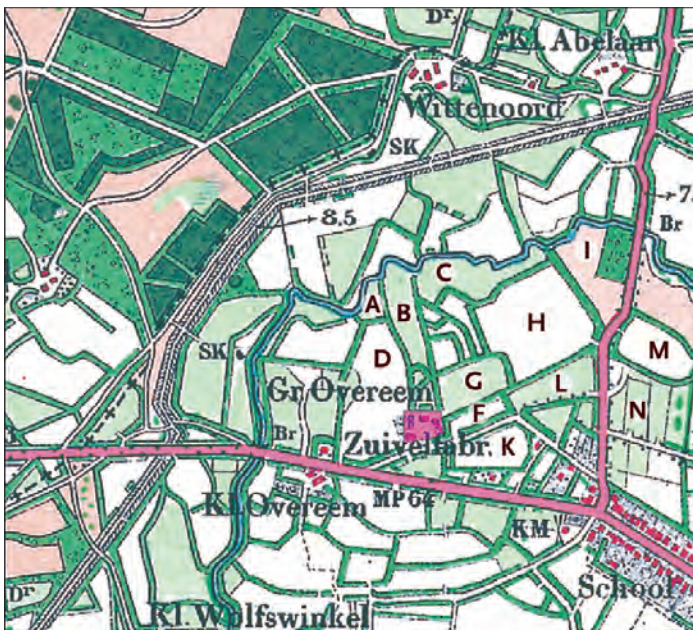 Dr.
Kl. Abelaar
Wittenoord
SK
8.5
7.
Br
I
C
A
B
H
D
M
SK
Gr. Overeem
G
L
N
F
Br
Zuivelfabr.
K
Kl. Overeem
MP 64
KM
School
Dr
Kl. Wolfswinkel